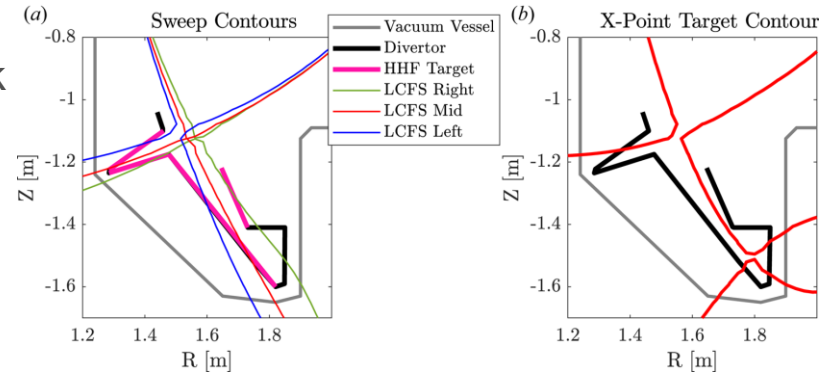 k
(a) Sweep Contours
Vacuum Vessel
Divertor
HHF Target
LCFS Right
LCFS Mid
LCFS Left
-0.8
-1
-1.2
-1.4
-1.6
Z [m]
1.2 1.4 1.6 1.8
R [m]
(b) X-Point Target Contour
-0.8
-1
-1.2
-1.4
-1.6
Z [m]
1.2 1.4 1.6 1.8 2
R [m]